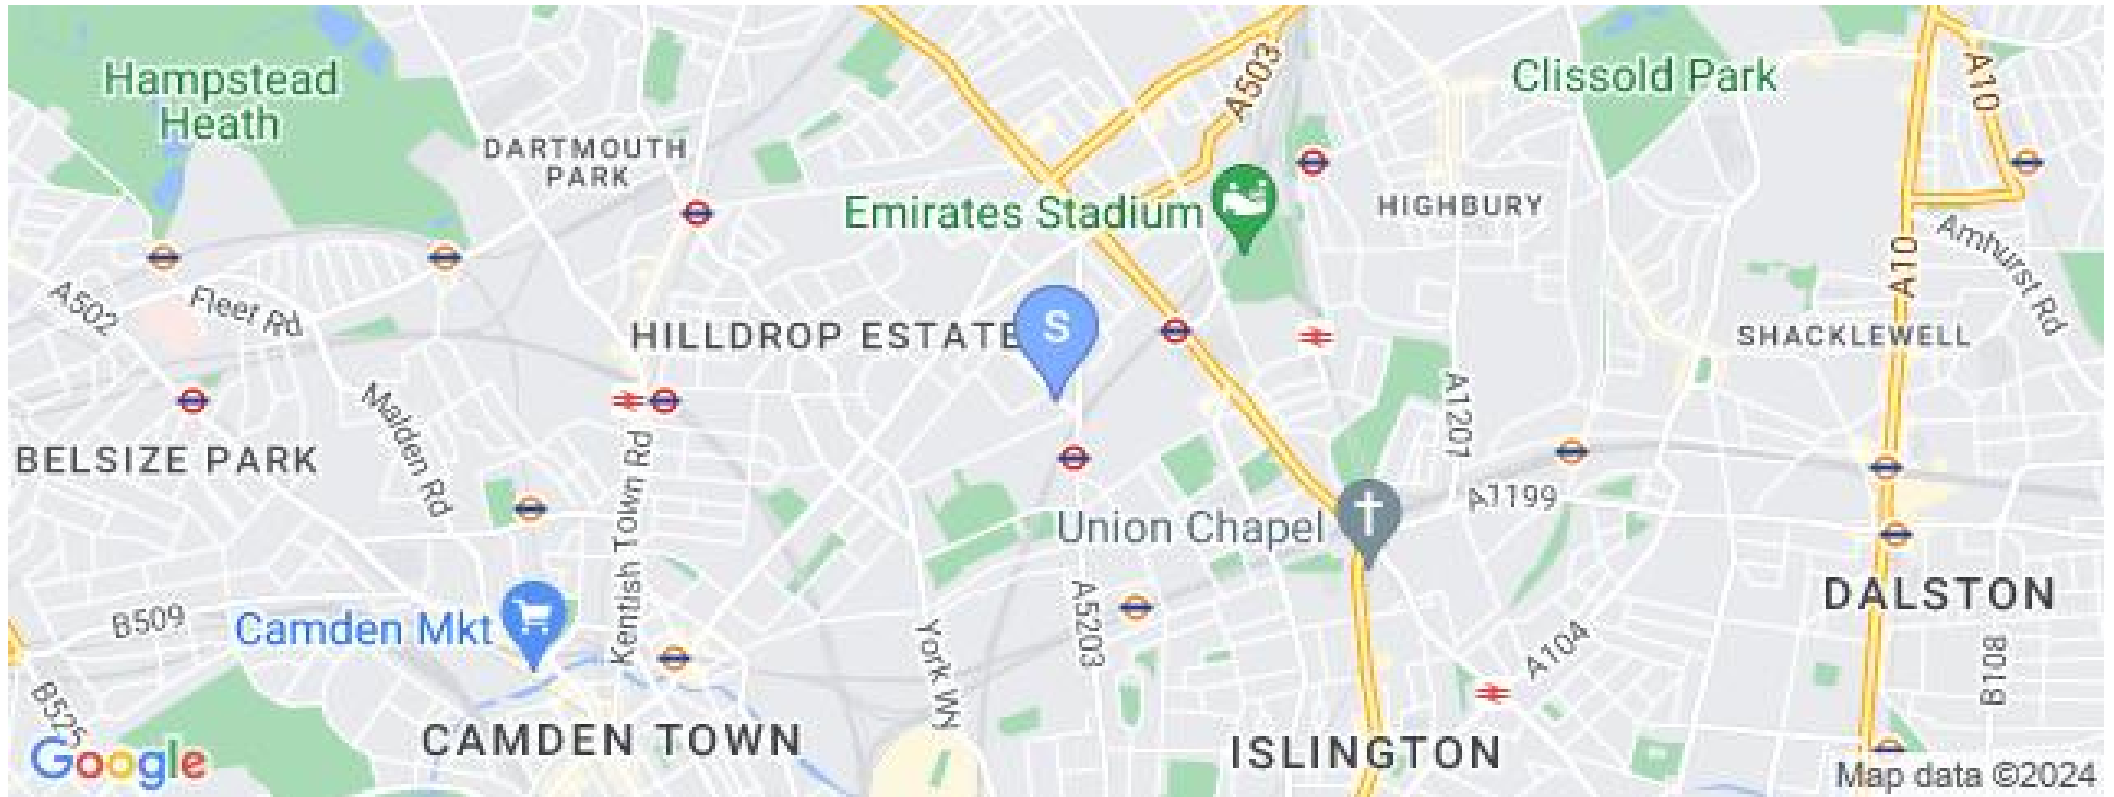 Hampstead
Heath
A503
Clissold Park
A10
DARTMOUTH
PARK
Emirates Stadium
HIGHBURY
Amhurst Rd
A10
A502
Fleet Rd
HILLDROP ESTATE
S
SHACKLEWELL
Malden Rd
A1201
BELSIZE PARK
Kentish Town Rd
A1199
Union Chapel
DALSTON
B509
Camden Mkt
A5203
York Wy
A104
B108
B525
CAMDEN TOWN
ISLINGTON
Google
Map data ©2024